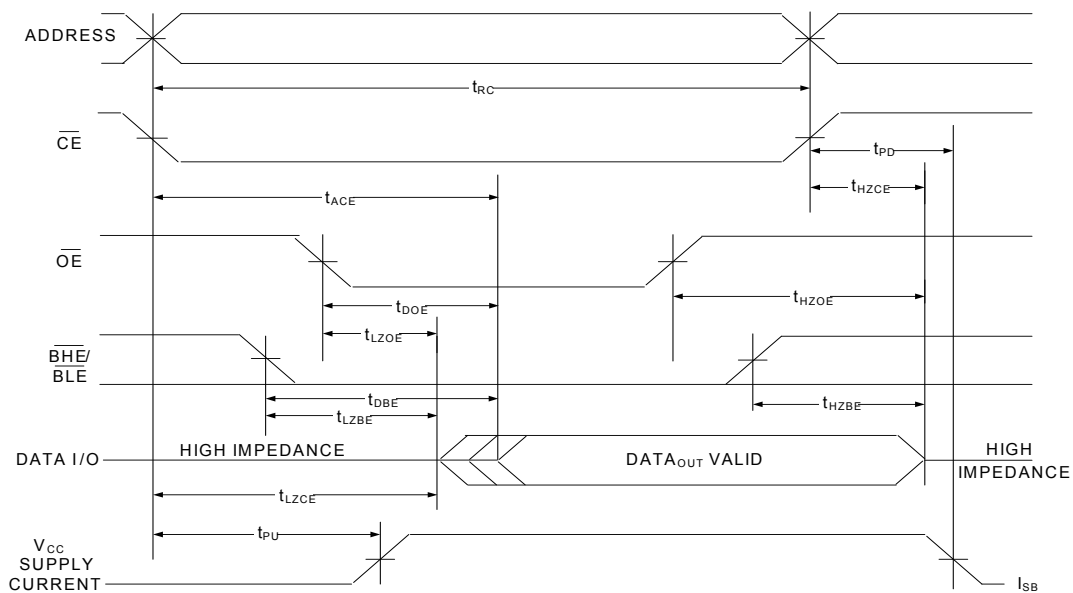 ADDRESS
tRC
CE
tPD
tHZCE
tACE
OE
tDOE
tHZOE
tLZOE
BHE/
BLE
tDBE
tHZBE
tLZBE
HIGH IMPEDANCE
DATA I/O
DATAOUT VALID
HIGH
IMPEDANCE
tLZCE
tPU
VCC
SUPPLY
CURRENT
ISB